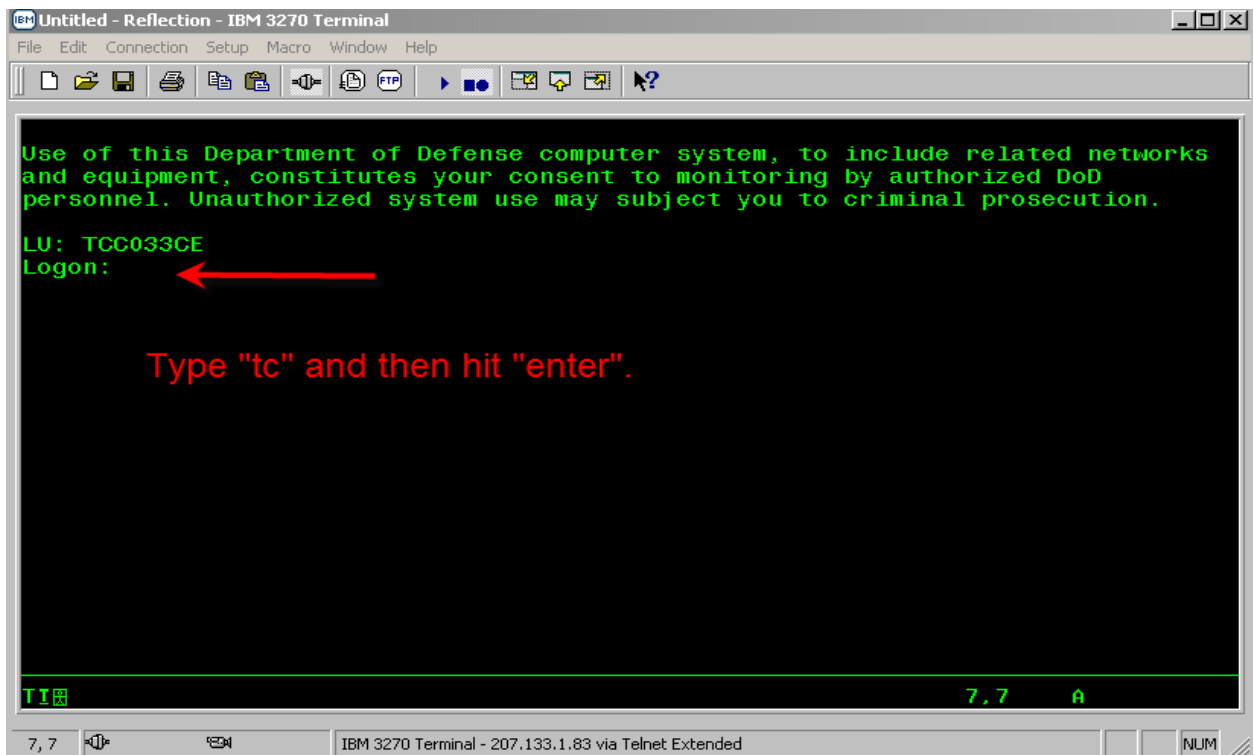 Untitled - Reflection - IBM 3270 Terminal
File Edit Connection Setup Macro Window Help
FTP
Use of this Department of Defense computer system, to include related networks
and equipment, constitutes your consent to monitoring by authorized DoD
personnel. Unauthorized system use may subject you to criminal prosecution.
LU: TCC033CE
Logon:
Type "tc" and then hit "enter".
7,7 A
7, 7 IBM 3270 Terminal - 207.133.1.83 via Telnet Extended NUM